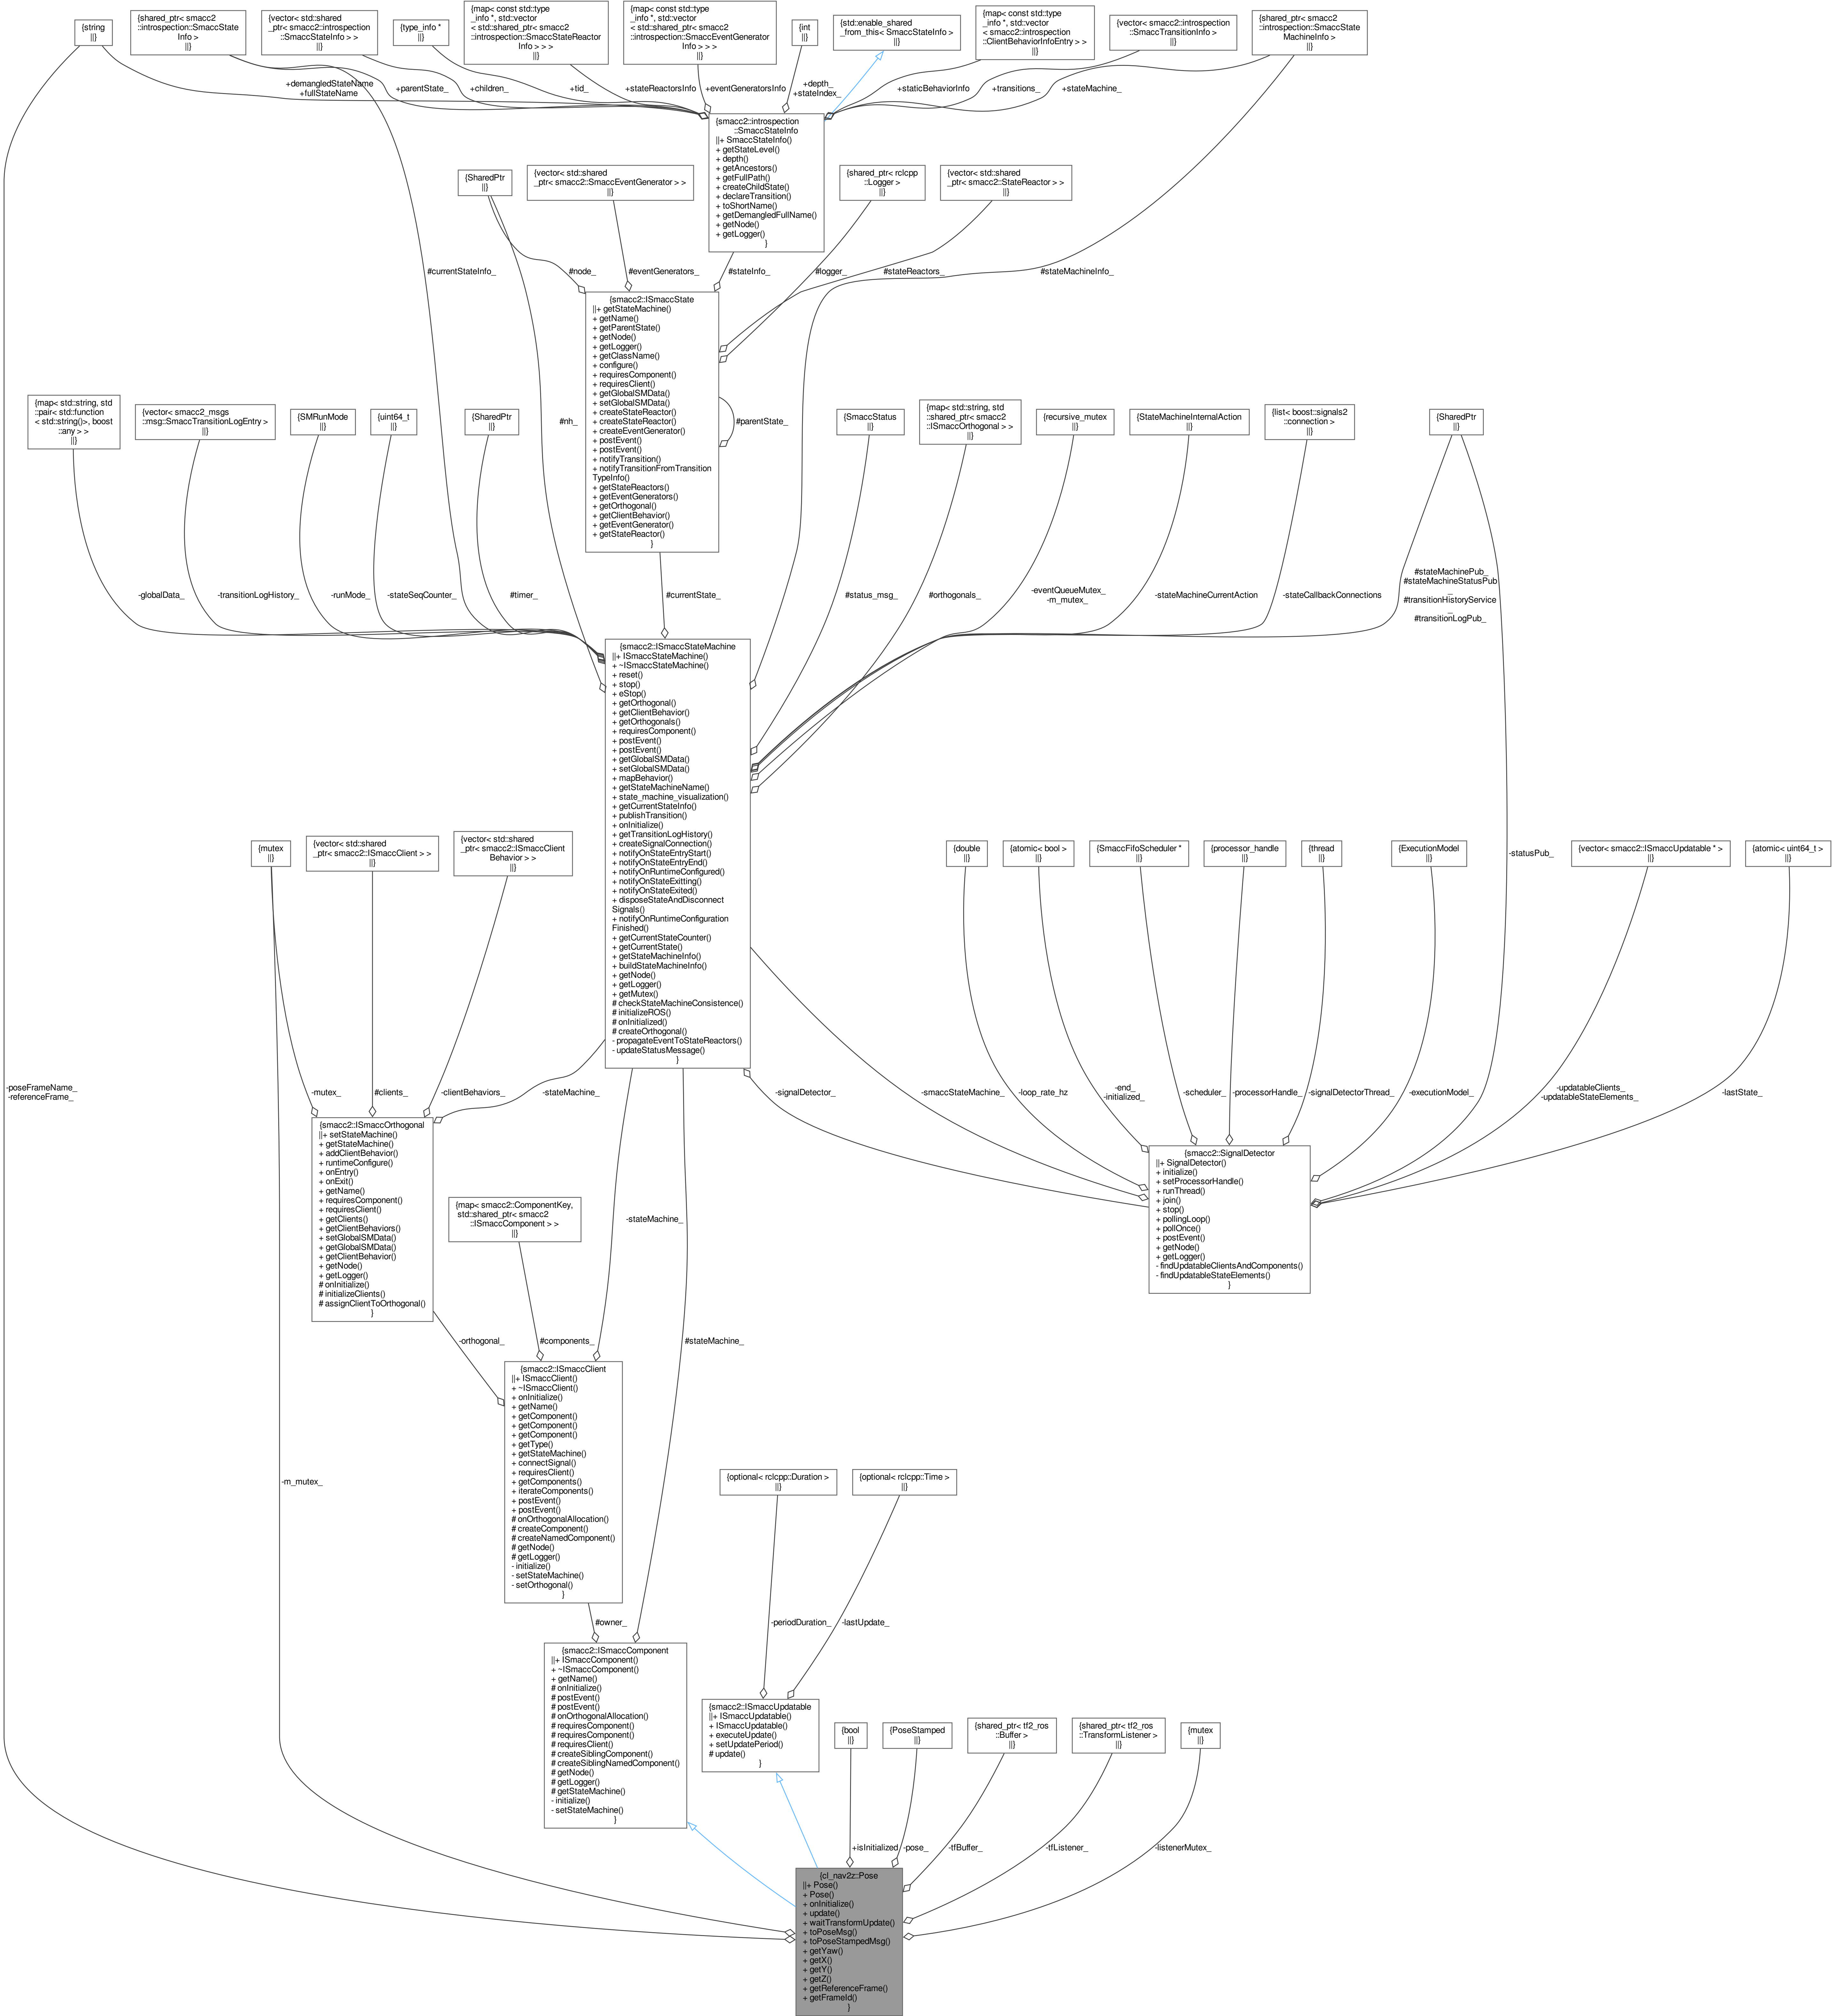 {string
||}
{shared_ptr< smacc2
::introspection::SmaccState
Info >
||}
{vector< std::shared
_ptr< smacc2::introspection
::SmaccStateInfo > >
||}
{type_info *
||}
{map< const std::type
_info *, std::vector
< std::shared_ptr< smacc2
::introspection::SmaccStateReactor
Info > > >
||}
{map< const std::type
_info *, std::vector
< std::shared_ptr< smacc2
::introspection::SmaccEventGenerator
Info > > >
||}
{int
||}
{std::enable_shared
_from_this< SmaccStateInfo >
||}
{map< const std::type
_info *, std::vector
< smacc2::introspection
::ClientBehaviorInfoEntry > >
||}
{vector< smacc2::introspection
::SmaccTransitionInfo >
||}
{shared_ptr< smacc2
::introspection::SmaccState
MachineInfo >
||}
+demangledStateName
+fullStateName
+parentState_
+children_
+tid_
+stateReactorsInfo
+eventGeneratorsInfo
+depth_
+stateIndex_
+staticBehaviorInfo
+transitions_
+stateMachine_
{smacc2::introspection
::SmaccStateInfo
||+ SmaccStateInfo()
+ getStateLevel()
+ depth()
+ getAncestors()
+ getFullPath()
+ createChildState()
+ declareTransition()
+ toShortName()
+ getDemangledFullName()
+ getNode()
+ getLogger()
}
{SharedPtr
||}
{vector< std::shared
_ptr< smacc2::SmaccEventGenerator > >
||}
{shared_ptr< rclcpp
::Logger >
||}
{vector< std::shared
_ptr< smacc2::StateReactor > >
||}
#currentStateInfo_
#node_
#eventGenerators_
#stateInfo_
#logger_
#stateReactors_
#stateMachineInfo_
{smacc2::ISmaccState
||+ getStateMachine()
+ getName()
+ getParentState()
+ getNode()
+ getLogger()
+ getClassName()
+ configure()
+ requiresComponent()
+ requiresClient()
+ getGlobalSMData()
+ setGlobalSMData()
+ createStateReactor()
+ createStateReactor()
+ createEventGenerator()
+ postEvent()
+ postEvent()
+ notifyTransition()
+ notifyTransitionFromTransition
TypeInfo()
+ getStateReactors()
+ getEventGenerators()
+ getOrthogonal()
+ getClientBehavior()
+ getEventGenerator()
+ getStateReactor()
}
#parentState_
#nh_
{map< std::string, std
::pair< std::function
< std::string()>, boost
::any > >
||}
{vector< smacc2_msgs
::msg::SmaccTransitionLogEntry >
||}
{SMRunMode
||}
{uint64_t
||}
{SharedPtr
||}
{SmaccStatus
||}
{map< std::string, std
::shared_ptr< smacc2
::ISmaccOrthogonal > >
||}
{recursive_mutex
||}
{StateMachineInternalAction
||}
{list< boost::signals2
::connection >
||}
{SharedPtr
||}
-globalData_
-transitionLogHistory_
-runMode_
-stateSeqCounter_
#timer_
#currentState_
#status_msg_
#orthogonals_
-eventQueueMutex_
-m_mutex_
-stateMachineCurrentAction
-stateCallbackConnections
#stateMachinePub_
#stateMachineStatusPub
_
#transitionHistoryService
_
#transitionLogPub_
{smacc2::ISmaccStateMachine
||+ ISmaccStateMachine()
+ ~ISmaccStateMachine()
+ reset()
+ stop()
+ eStop()
+ getOrthogonal()
+ getClientBehavior()
+ getOrthogonals()
+ requiresComponent()
+ postEvent()
+ postEvent()
+ getGlobalSMData()
+ setGlobalSMData()
+ mapBehavior()
+ getStateMachineName()
+ state_machine_visualization()
+ getCurrentStateInfo()
+ publishTransition()
+ onInitialize()
+ getTransitionLogHistory()
+ createSignalConnection()
+ notifyOnStateEntryStart()
+ notifyOnStateEntryEnd()
+ notifyOnRuntimeConfigured()
+ notifyOnStateExitting()
+ notifyOnStateExited()
+ disposeStateAndDisconnect
Signals()
+ notifyOnRuntimeConfiguration
Finished()
+ getCurrentStateCounter()
+ getCurrentState()
+ getStateMachineInfo()
+ buildStateMachineInfo()
+ getNode()
+ getLogger()
+ getMutex()
# checkStateMachineConsistence()
# initializeROS()
# onInitialized()
# createOrthogonal()
- propagateEventToStateReactors()
- updateStatusMessage()
}
{mutex
||}
{vector< std::shared
_ptr< smacc2::ISmaccClient > >
||}
{vector< std::shared
_ptr< smacc2::ISmaccClient
Behavior > >
||}
{double
||}
{atomic< bool >
||}
{SmaccFifoScheduler *
||}
{processor_handle
||}
{thread
||}
{ExecutionModel
||}
-statusPub_
{vector< smacc2::ISmaccUpdatable * >
||}
{atomic< uint64_t >
||}
-poseFrameName_
-referenceFrame_
-mutex_
#clients_
-clientBehaviors_
-stateMachine_
-signalDetector_
-smaccStateMachine_
-loop_rate_hz
-end_
-initialized_
-scheduler_
-processorHandle_
-signalDetectorThread_
-executionModel_
-updatableClients_
-updatableStateElements_
-lastState_
{smacc2::ISmaccOrthogonal
||+ setStateMachine()
+ getStateMachine()
+ addClientBehavior()
+ runtimeConfigure()
+ onEntry()
+ onExit()
+ getName()
+ requiresComponent()
+ requiresClient()
+ getClients()
+ getClientBehaviors()
+ setGlobalSMData()
+ getGlobalSMData()
+ getClientBehavior()
+ getNode()
+ getLogger()
# onInitialize()
# initializeClients()
# assignClientToOrthogonal()
}
{smacc2::SignalDetector
||+ SignalDetector()
+ initialize()
+ setProcessorHandle()
+ runThread()
+ join()
+ stop()
+ pollingLoop()
+ pollOnce()
+ postEvent()
+ getNode()
+ getLogger()
- findUpdatableClientsAndComponents()
- findUpdatableStateElements()
}
{map< smacc2::ComponentKey,
std::shared_ptr< smacc2
::ISmaccComponent > >
||}
-stateMachine_
-orthogonal_
#components_
#stateMachine_
{smacc2::ISmaccClient
||+ ISmaccClient()
+ ~ISmaccClient()
+ onInitialize()
+ getName()
+ getComponent()
+ getComponent()
+ getComponent()
+ getType()
+ getStateMachine()
+ connectSignal()
+ requiresClient()
+ getComponents()
+ iterateComponents()
+ postEvent()
+ postEvent()
# onOrthogonalAllocation()
# createComponent()
# createNamedComponent()
# getNode()
# getLogger()
- initialize()
- setStateMachine()
- setOrthogonal()
}
-m_mutex_
{optional< rclcpp::Duration >
||}
{optional< rclcpp::Time >
||}
#owner_
-periodDuration_
-lastUpdate_
{smacc2::ISmaccComponent
||+ ISmaccComponent()
+ ~ISmaccComponent()
+ getName()
# onInitialize()
# postEvent()
# postEvent()
# onOrthogonalAllocation()
# requiresComponent()
# requiresComponent()
# requiresClient()
# createSiblingComponent()
# createSiblingNamedComponent()
# getNode()
# getLogger()
# getStateMachine()
- initialize()
- setStateMachine()
}
{smacc2::ISmaccUpdatable
||+ ISmaccUpdatable()
+ ISmaccUpdatable()
+ executeUpdate()
+ setUpdatePeriod()
# update()
}
{bool
||}
{PoseStamped
||}
{shared_ptr< tf2_ros
::Buffer >
||}
{shared_ptr< tf2_ros
::TransformListener >
||}
{mutex
||}
+isInitialized
-pose_
-tfBuffer_
-tfListener_
-listenerMutex_
{cl_nav2z::Pose
||+ Pose()
+ Pose()
+ onInitialize()
+ update()
+ waitTransformUpdate()
+ toPoseMsg()
+ toPoseStampedMsg()
+ getYaw()
+ getX()
+ getY()
+ getZ()
+ getReferenceFrame()
+ getFrameId()
}